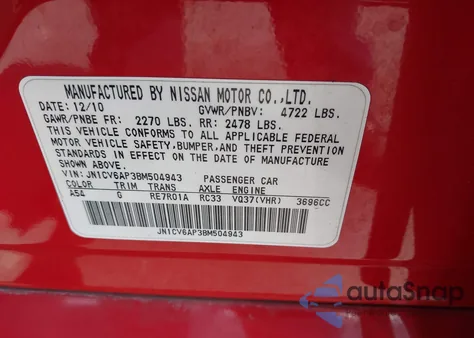 MANUFACTURED BY NISSAN MOTOR CO.,LTD.
DATE: 12/10 GVWR/PNBV: 4722 LBS.
GAWR/PNBE FR: 2270 LBS. RR: 2478 LBS.
THIS VEHICLE CONFORMS TO ALL APPLICABLE FEDERAL
MOTOR VEHICLE SAFETY, BUMPER, AND THEFT PREVENTION
STANDARDS IN EFFECT ON THE DATE OF MANUFACTURE
SHOWN ABOVE.
VIN: JN1CV6AP3BM504943 PASSENGER CAR
COLOR TRIM TRANS AXLE ENGINE
A54 G RE7R01A RC33 VQ37(VHR) 3696CC
JN1CV6AP3BM504943
autoSnap